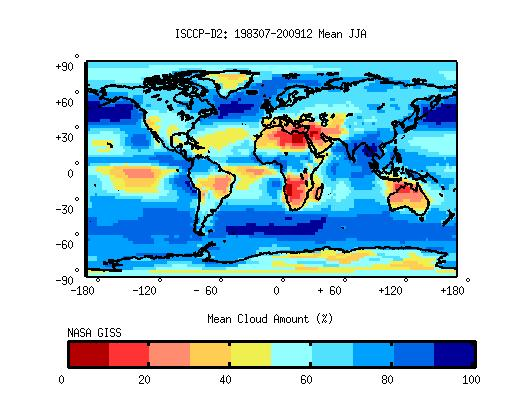 ISCCP-D2: 198307-200912 Mean JJA
+90°
+60°
+30°
0°
-30°
-60°
-90°
-180° -120° - 60° 0° + 60° +120° +180°
Mean Cloud Amount (%)
NASA GISS
0 20 40 60 80 100